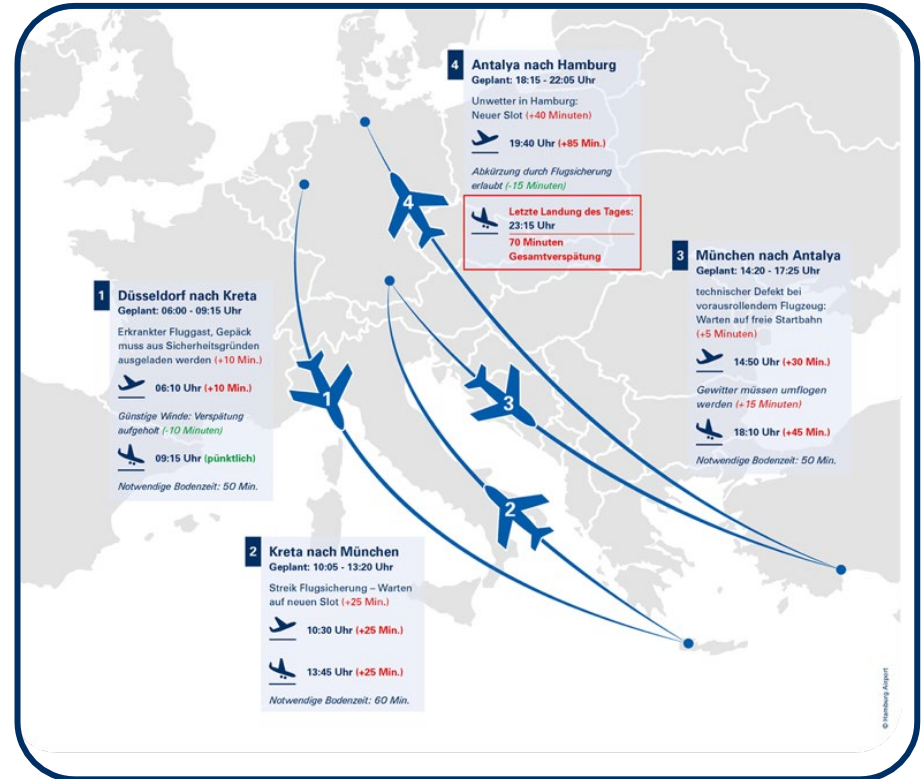 1
Düsseldorf nach Kreta
Geplant: 06:00 - 09:15 Uhr
Erkrankter Fluggast, Gepäck
muss aus Sicherheitsgründen
ausgeladen werden (+10 Min.)
06:10 Uhr (+10 Min.)
Günstige Winde: Verspätung
aufgeholt (-10 Minuten)
09:15 Uhr (pünktlich)
Notwendige Bodenzeit: 50 Min.
2
Kreta nach München
Geplant: 10:05 - 13:20 Uhr
Streik Flugsicherung – Warten
auf neuen Slot (+25 Min.)
10:30 Uhr (+25 Min.)
13:45 Uhr (+25 Min.)
Notwendige Bodenzeit: 60 Min.
3
München nach Antalya
Geplant: 14:20 - 17:25 Uhr
technischer Defekt bei
vorausrollendem Flugzeug:
Warten auf freie Startbahn
(+5 Minuten)
14:50 Uhr (+30 Min.)
Gewitter müssen umflogen
werden (+15 Minuten)
18:10 Uhr (+45 Min.)
Notwendige Bodenzeit: 50 Min.
4
Antalya nach Hamburg
Geplant: 18:15 - 22:05 Uhr
Unwetter in Hamburg:
Neuer Slot (+40 Minuten)
19:40 Uhr (+85 Min.)
Abkürzung durch Flugsicherung
erlaubt (-15 Minuten)
Letzte Landung des Tages:
23:15 Uhr
70 Minuten
Gesamtverspätung
1
2
3
4
© Hamburg Airport